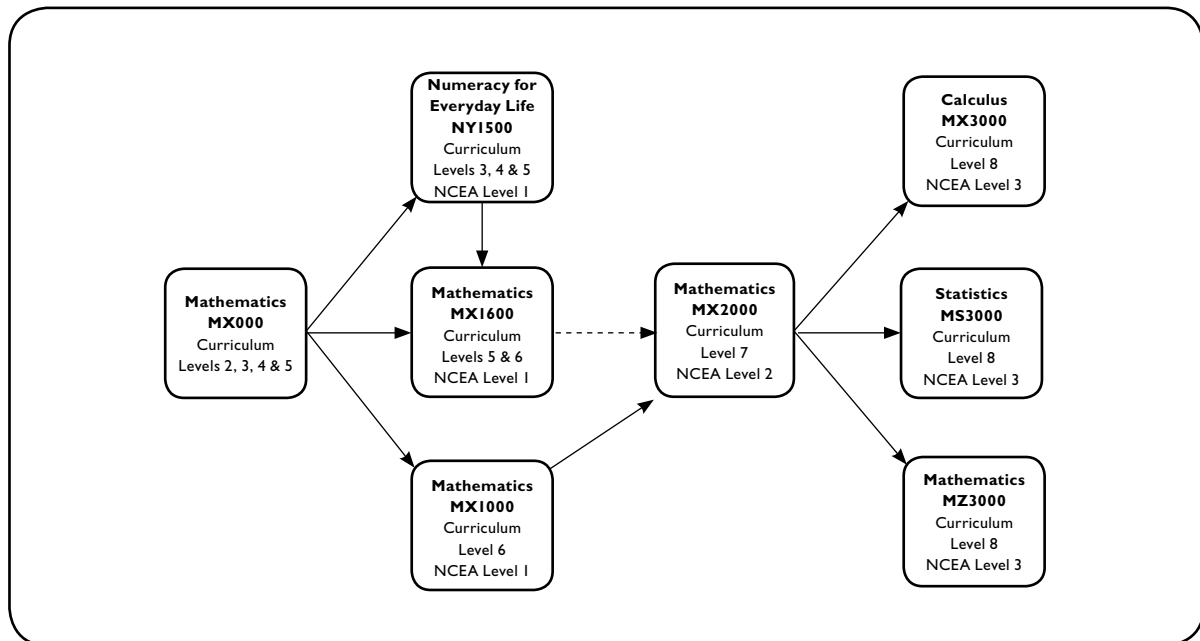 Numeracy for
Everyday Life
NY1500
Curriculum
Levels 3, 4 & 5
NCEA Level 1
Calculus
MX3000
Curriculum
Level 8
NCEA Level 3
Mathematics
MX000
Curriculum
Levels 2, 3, 4 & 5
Mathematics
MX1600
Curriculum
Levels 5 & 6
NCEA Level 1
Mathematics
MX2000
Curriculum
Level 7
NCEA Level 2
Statistics
MS3000
Curriculum
Level 8
NCEA Level 3
Mathematics
MX1000
Curriculum
Level 6
NCEA Level 1
Mathematics
MZ3000
Curriculum
Level 8
NCEA Level 3